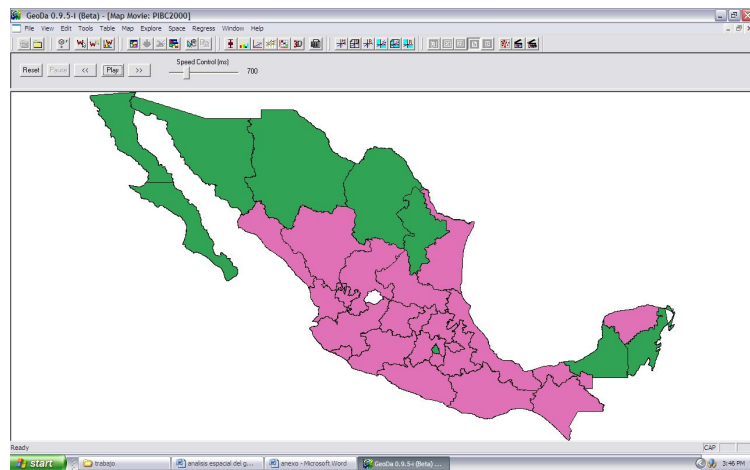 GeoDa 0.9.5-i (Beta) - [Map Movie: PIBC2000]
File View Edit Tools Table Map Explore Space Regress Window Help
3D
Speed Control (ms)
Reset Pause << Play >> 700
Ready CAP
start trabajo analisis espacial del g... anexo - Microsoft Word GeoDa 0.9.5-i (Beta) ... 3:46 PM